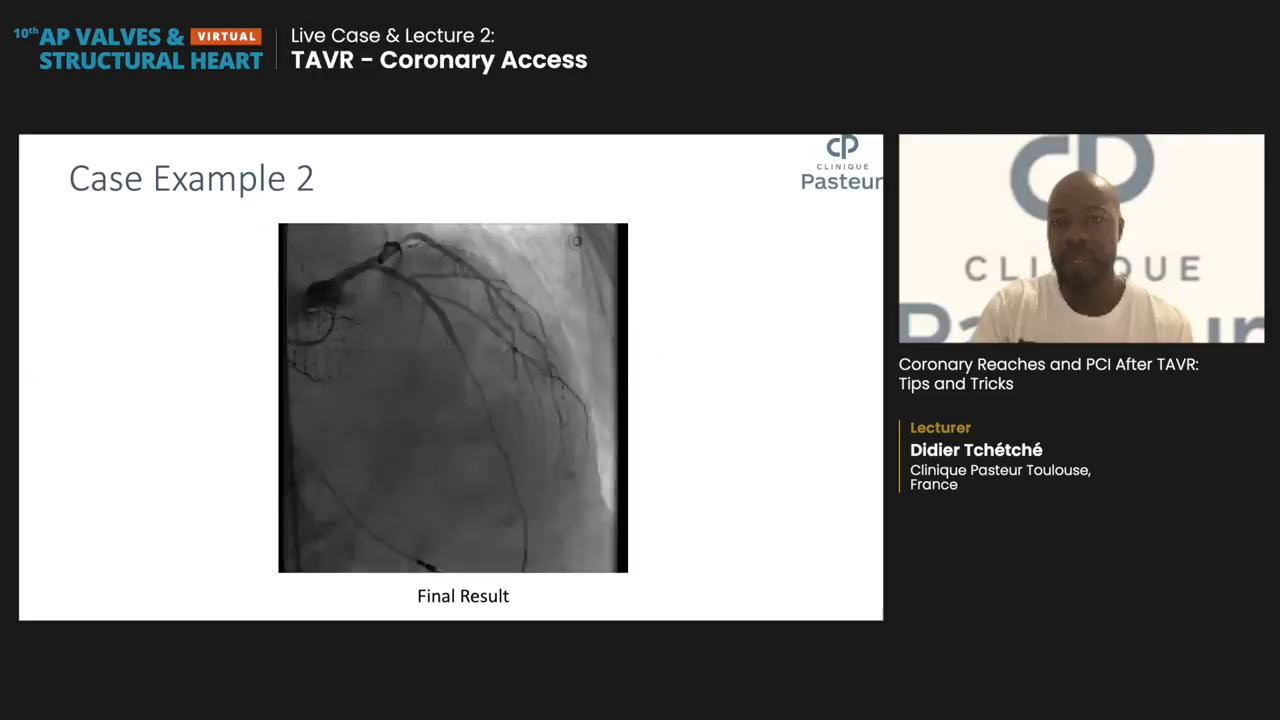 10th AP VALVES & VIRTUAL
STRUCTURAL HEART
Live Case & Lecture 2:
TAVR - Coronary Access
Case Example 2
CP
CLINIQUE
Pasteur
Final Result
CLINIQUE
Coronary Reaches and PCI After TAVR:
Tips and Tricks
Lecturer
Didier Tchétché
Clinique Pasteur Toulouse,
France